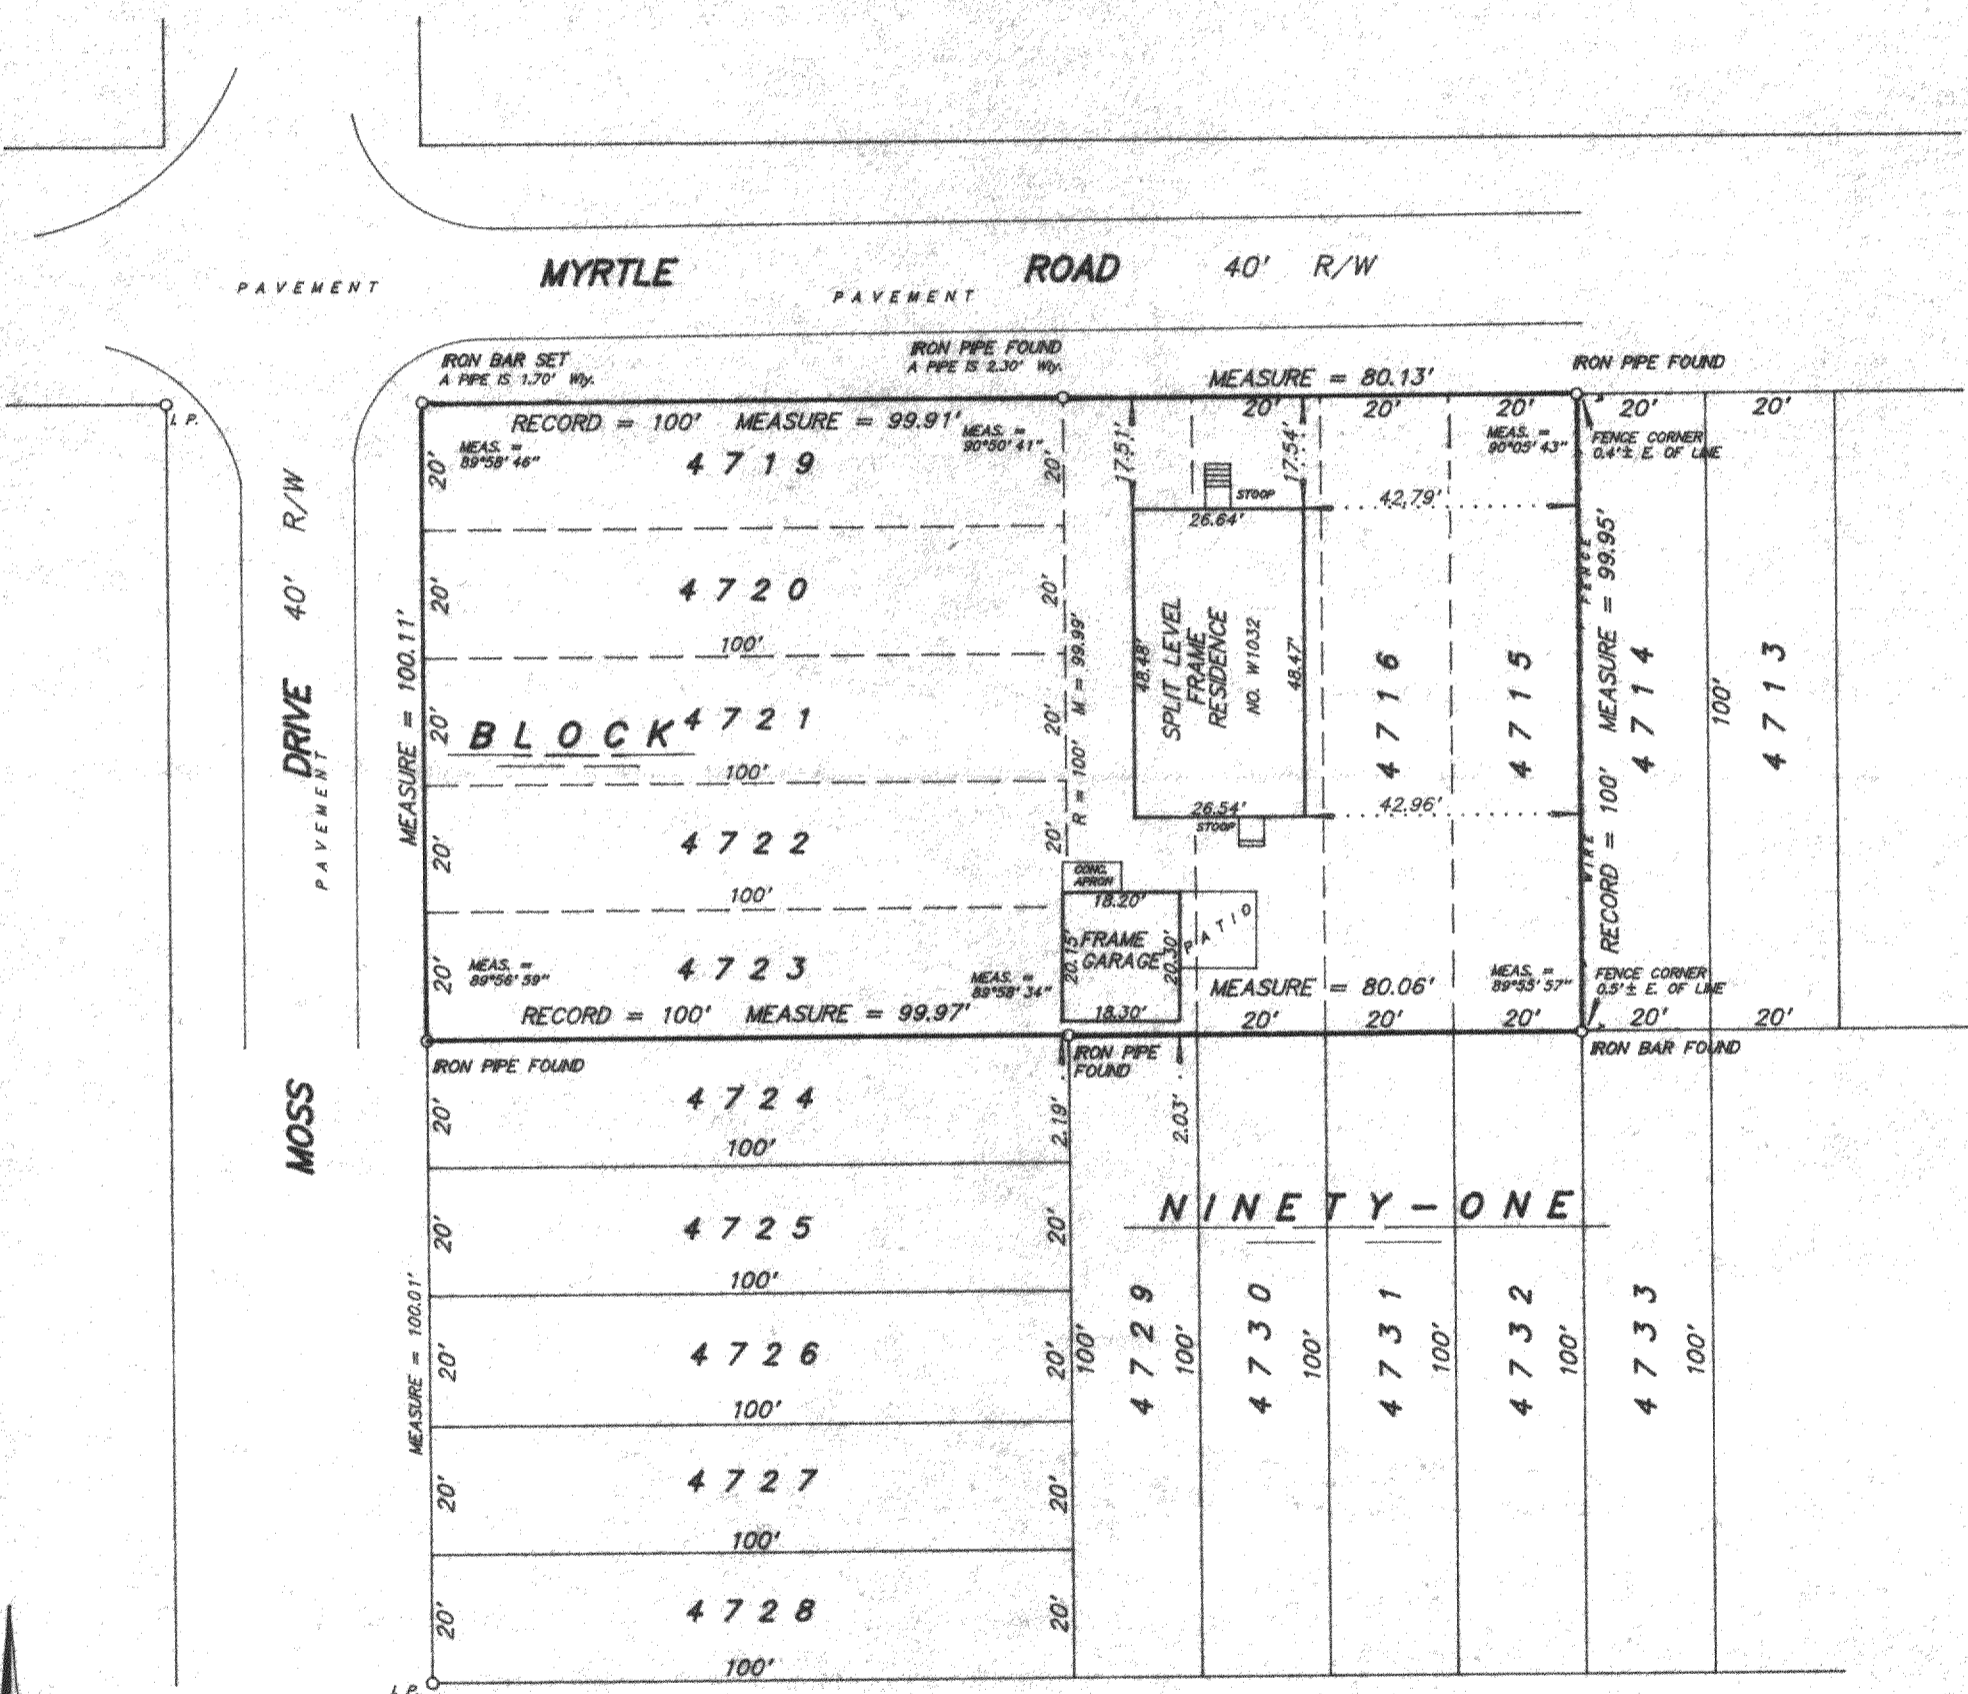 MYRTLE ROAD 40' R/W
PAVEMENT
PAVEMENT
IRON BAR SET
A PIPE IS 1.70' Wly.
IRON PIPE FOUND
A PIPE IS 2.30' Wly.
MEASURE = 80.13'
IRON PIPE FOUND
I. P.
RECORD = 100' MEASURE = 99.91'
MEAS. =
89°58' 46"
MEAS. =
90°50' 41"
20'
20'
20'
20'
20'
MEAS. =
90°05' 43"
FENCE CORNER
0.4'± E. OF LINE
20'
4719
20'
17.51'
17.54'
STOOP
26.64'
42.79'
20'
4720
20'
100'
20'
4721
20'
100'
BLOCK
20'
4722
20'
100'
20'
4723
MEAS. =
89°56' 59"
MEAS. =
89°58' 34"
RECORD = 100' MEASURE = 99.97'
MEASURE = 100.11'
R = 100' M = 99.99'
48.48'
SPLIT LEVEL
FRAME
RESIDENCE
NO. W1032
48.47'
4716
4715
WIRE FENCE
RECORD = 100' MEASURE = 99.95'
4714
100'
4713
26.54'
STOOP
42.96'
CONC.
APRON
18.20'
FRAME
GARAGE
20.15'
20.30'
18.30'
PATIO
MEASURE = 80.06'
MEAS. =
89°55' 57"
FENCE CORNER
0.5'± E. OF LINE
20'
20'
20'
20'
20'
MOSS DRIVE 40' R/W
PAVEMENT
IRON PIPE FOUND
IRON PIPE
FOUND
IRON BAR FOUND
20'
4724
100'
2.19'
2.03'
20'
4725
20'
100'
NINETY-ONE
20'
4726
20'
100'
20'
4727
20'
100'
20'
4728
20'
100'
MEASURE = 100.01'
100'
4729
100'
4730
100'
4731
100'
4732
100'
4733
100'
I. P.